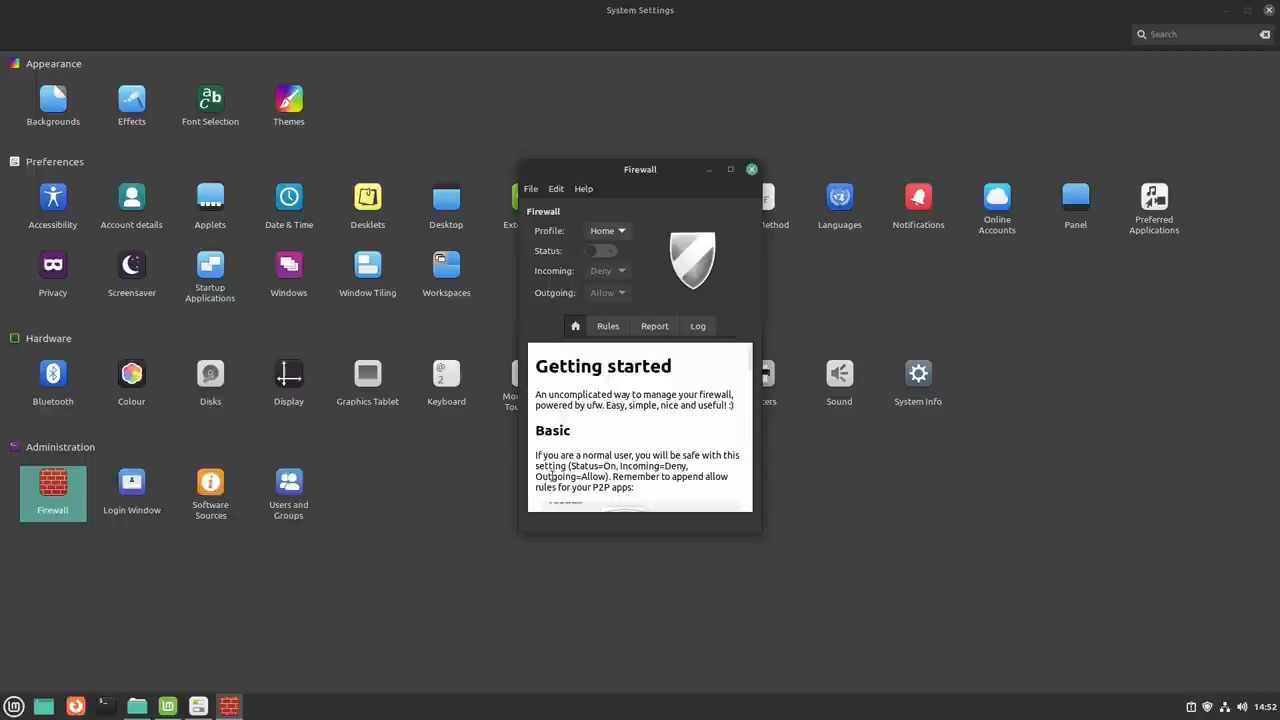 System Settings
Search
Appearance
Backgrounds
Effects
Font Selection
Themes
Preferences
Accessibility
Account details
Applets
Date & Time
Desklets
Desktop
Languages
Notifications
Online
Accounts
Panel
Preferred
Applications
Privacy
Screensaver
Startup
Applications
Windows
Window Tiling
Workspaces
Hardware
Bluetooth
Colour
Disks
Display
Graphics Tablet
Keyboard
Sound
System Info
Administration
Firewall
Login Window
Software
Sources
Users and
Groups
Firewall
File Edit Help
Firewall
Profile: Home
Status:
Incoming: Deny
Outgoing: Allow
Rules Report Log
Getting started
An uncomplicated way to manage your firewall,
powered by ufw. Easy, simple, nice and useful! :)
Basic
If you are a normal user, you will be safe with this
setting (Status=On, Incoming=Deny,
Outgoing=Allow). Remember to append allow
rules for your P2P apps:
14:52